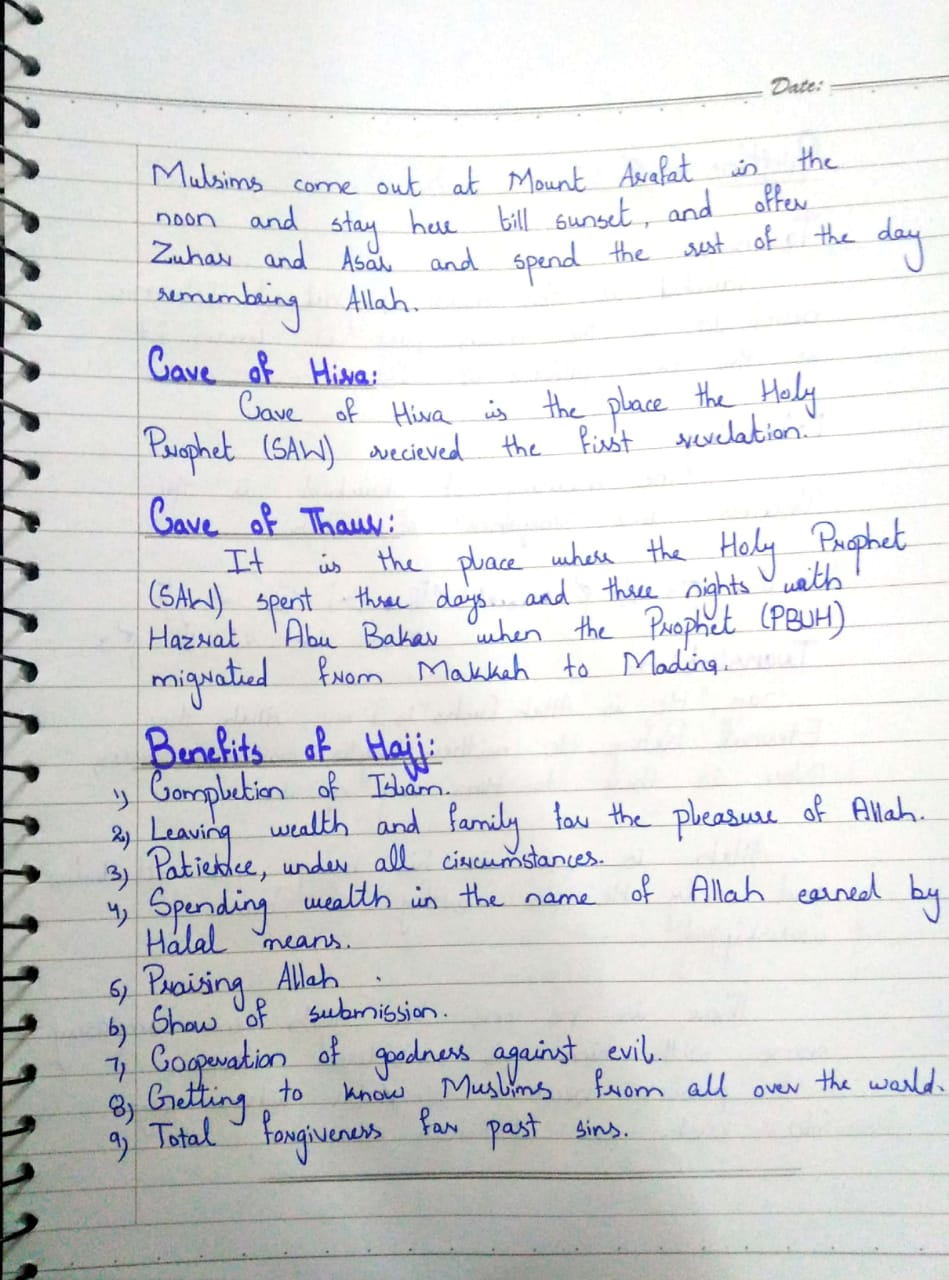 Date:
Mulsims come out at Mount Arafat in the
noon and stay here till sunset, and offer
Zuhar and Asar and spend the rest of the day
remembring Allah.
Cave of Hira:
Cave of Hira is the place the Holy
Prophet (SAW) recieved the first revelation.
Cave of Thaur:
It is the place where the Holy Prophet
(SAW) spent three days and three nights with
Hazrat Abu Bakar when the Prophet (PBUH)
migratied from Makkah to Madina.
Benefits of Hajj:
1) Completion of Islam.
2) Leaving wealth and family for the pleasure of Allah.
3) Patience, under all circumstances.
4) Spending wealth in the name of Allah earned by
Halal means.
5) Praising Allah.
6) Show of submission.
7) Cooperation of goodness against evil.
8) Getting to know Muslims from all over the world.
9) Total forgiveness for past sins.